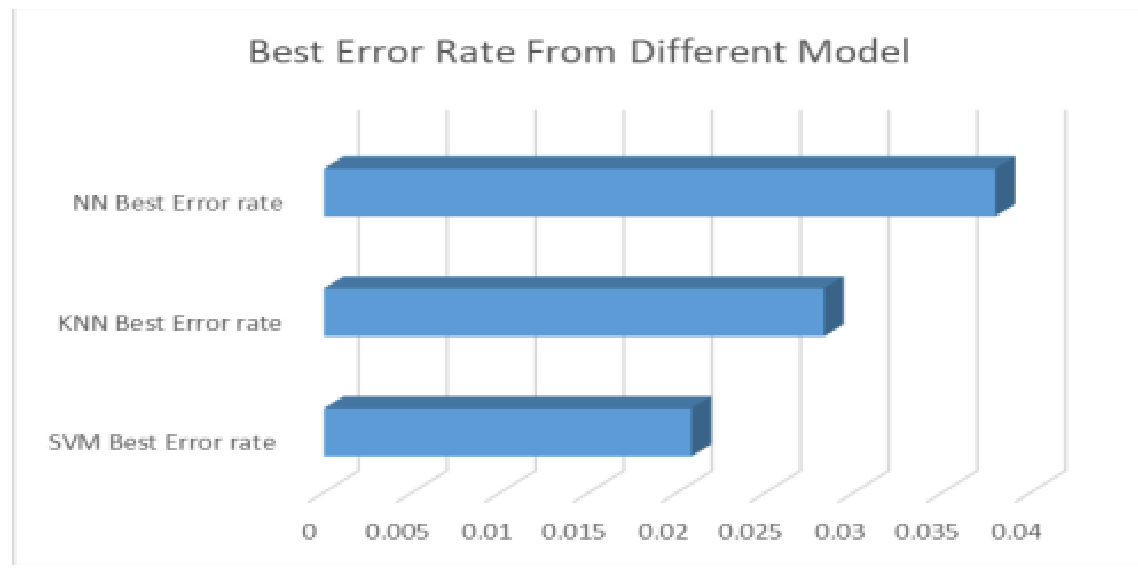 Best Error Rate From Different Model
NN Best Error rate
KNN Best Error rate
SVM Best Error rate
0 0.005 0.01 0.015 0.02 0.025 0.03 0.035 0.04